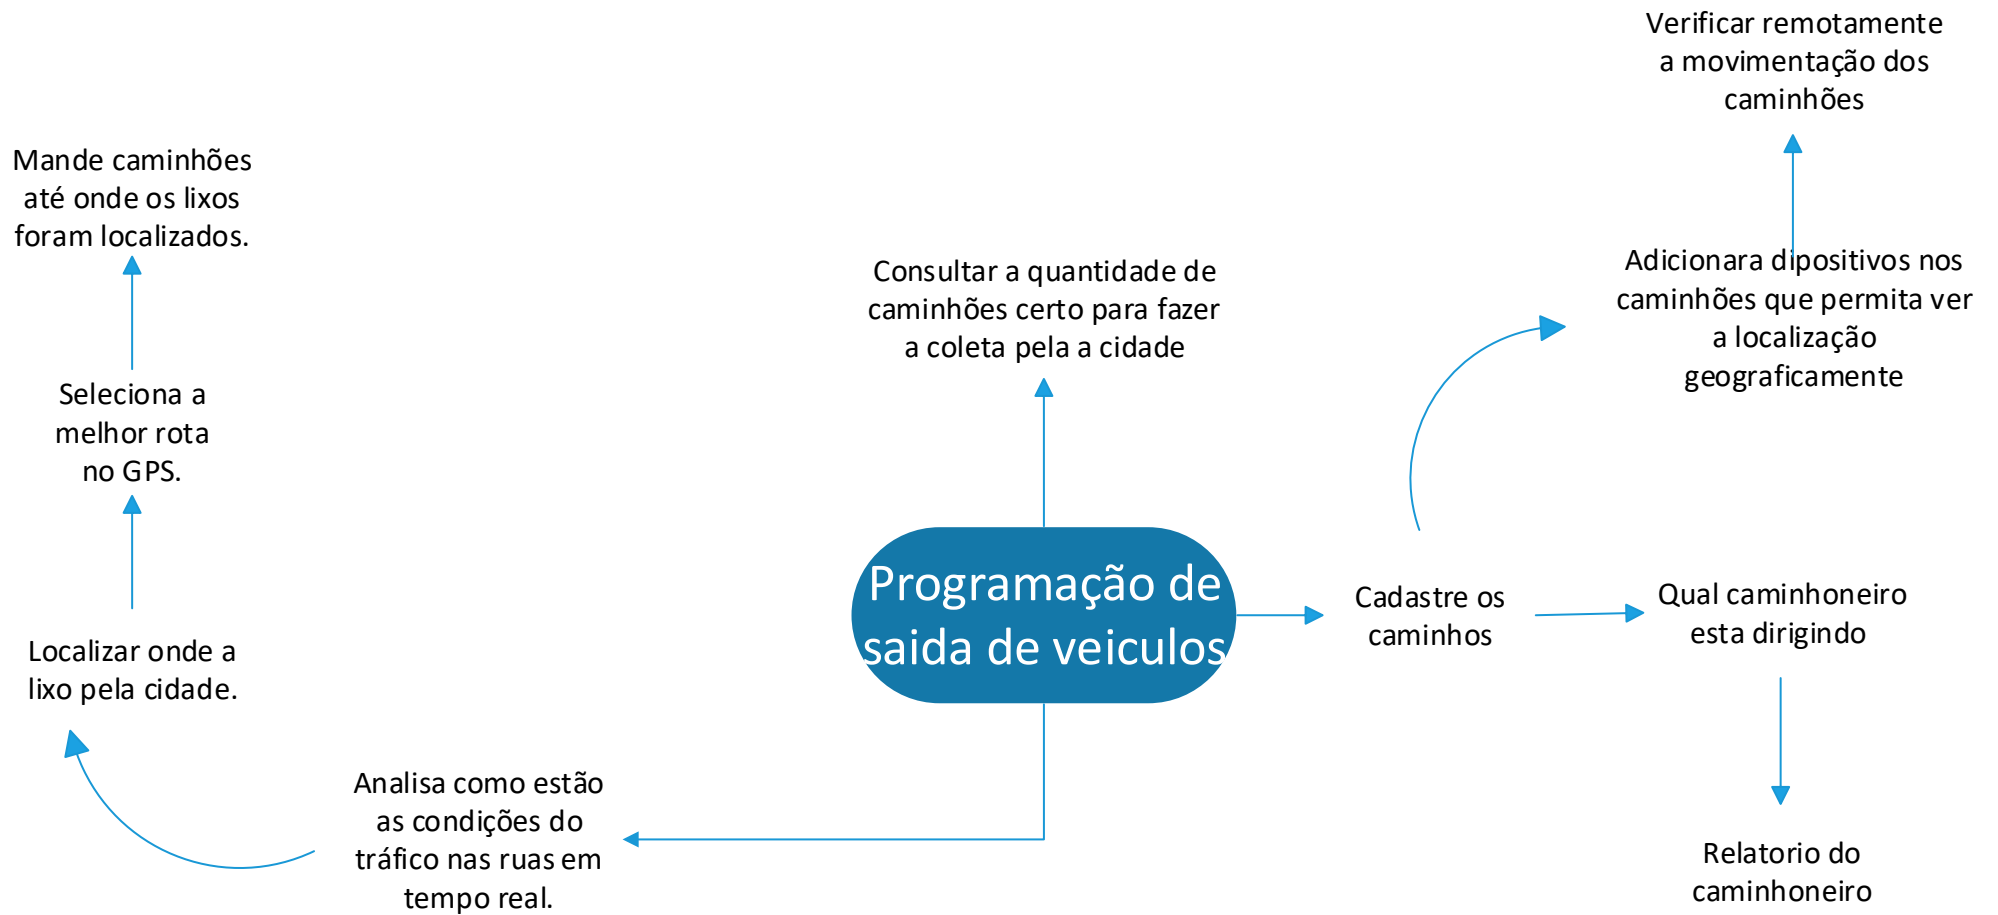 Verificar remotamente
a movimentação dos
caminhões
Mande caminhões
até onde os lixos
foram localizados.
Consultar a quantidade de
caminhões certo para fazer
a coleta pela a cidade
Adicionara dipositivos nos
caminhões que permita ver
a localização
geograficamente
Seleciona a
melhor rota
no GPS.
Programação de
saida de veiculos
Cadastre os
caminhos
Qual caminhoneiro
esta dirigindo
Localizar onde a
lixo pela cidade.
Analisa como estão
as condições do
tráfico nas ruas em
tempo real.
Relatorio do
caminhoneiro